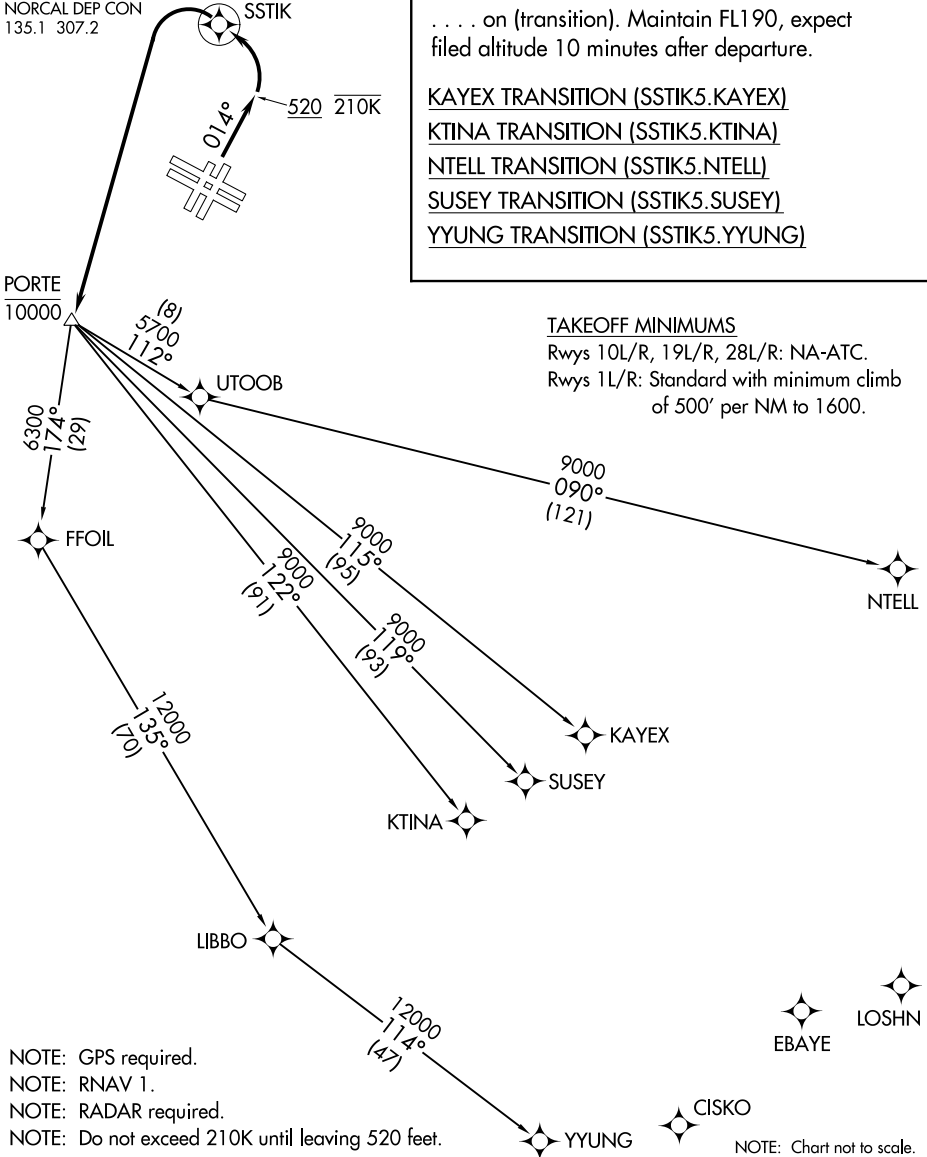 NORCAL DEP CON
135.1 307.2
SSTIK
520 210K
014°
. . . . on (transition). Maintain FL190, expect
filed altitude 10 minutes after departure.
KAYEX TRANSITION (SSTIK5.KAYEX)
KTINA TRANSITION (SSTIK5.KTINA)
NTELL TRANSITION (SSTIK5.NTELL)
SUSEY TRANSITION (SSTIK5.SUSEY)
YYUNG TRANSITION (SSTIK5.YYUNG)
PORTE
10000
(8)
5700
112°
UTOOB
TAKEOFF MINIMUMS
Rwys 10L/R, 19L/R, 28L/R: NA-ATC.
Rwys 1L/R: Standard with minimum climb
of 500' per NM to 1600.
6300
174°
(29)
FFOIL
9000
090°
(121)
NTELL
9000
115°
(95)
9000
122°
(91)
9000
119°
(93)
KAYEX
SUSEY
KTINA
12000
135°
(70)
LIBBO
12000
114°
(47)
LOSHN
EBAYE
CISKO
YYUNG
NOTE: GPS required.
NOTE: RNAV 1.
NOTE: RADAR required.
NOTE: Do not exceed 210K until leaving 520 feet.
NOTE: Chart not to scale.